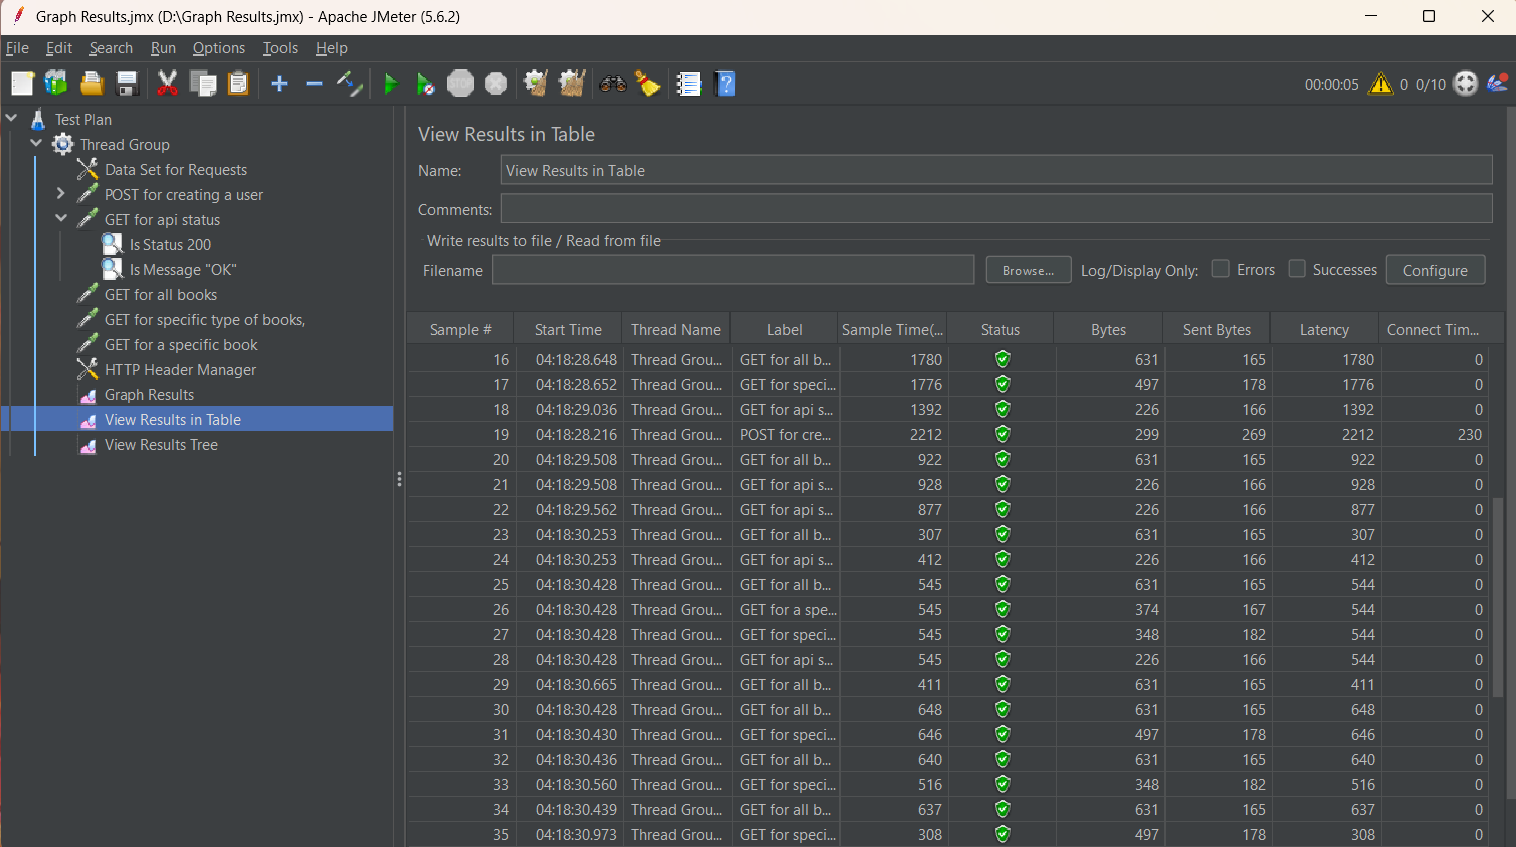 Graph Results.jmx (D:\Graph Results.jmx) - Apache JMeter (5.6.2)
File Edit Search Run Options Tools Help
STOP ? 00:00:05 0 0/10
Test Plan
Thread Group
Data Set for Requests
POST for creating a user
GET for api status
Is Status 200
Is Message "OK"
GET for all books
GET for specific type of books,
GET for a specific book
HTTP Header Manager
Graph Results
View Results in Table
View Results Tree
View Results in Table
Name: View Results in Table
Comments:
Write results to file / Read from file
Filename Browse... Log/Display Only: Errors Successes Configure
Sample # Start Time Thread Name Label Sample Time(... Status Bytes Sent Bytes Latency Connect Tim...
16 04:18:28.648 Thread Grou... GET for all b... 1780 631 165 1780 0
17 04:18:28.652 Thread Grou... GET for speci... 1776 497 178 1776 0
18 04:18:29.036 Thread Grou... GET for api s... 1392 226 166 1392 0
19 04:18:28.216 Thread Grou... POST for cre... 2212 299 269 2212 230
20 04:18:29.508 Thread Grou... GET for all b... 922 631 165 922 0
21 04:18:29.508 Thread Grou... GET for api s... 928 226 166 928 0
22 04:18:29.562 Thread Grou... GET for api s... 877 226 166 877 0
23 04:18:30.253 Thread Grou... GET for all b... 307 631 165 307 0
24 04:18:30.253 Thread Grou... GET for api s... 412 226 166 412 0
25 04:18:30.428 Thread Grou... GET for all b... 545 631 165 544 0
26 04:18:30.428 Thread Grou... GET for a spe... 545 374 167 544 0
27 04:18:30.428 Thread Grou... GET for speci... 545 348 182 544 0
28 04:18:30.428 Thread Grou... GET for api s... 545 226 166 544 0
29 04:18:30.665 Thread Grou... GET for all b... 411 631 165 411 0
30 04:18:30.428 Thread Grou... GET for all b... 648 631 165 648 0
31 04:18:30.430 Thread Grou... GET for speci... 646 497 178 646 0
32 04:18:30.436 Thread Grou... GET for all b... 640 631 165 640 0
33 04:18:30.560 Thread Grou... GET for speci... 516 348 182 516 0
34 04:18:30.439 Thread Grou... GET for all b... 637 631 165 637 0
35 04:18:30.973 Thread Grou... GET for speci... 308 497 178 308 0